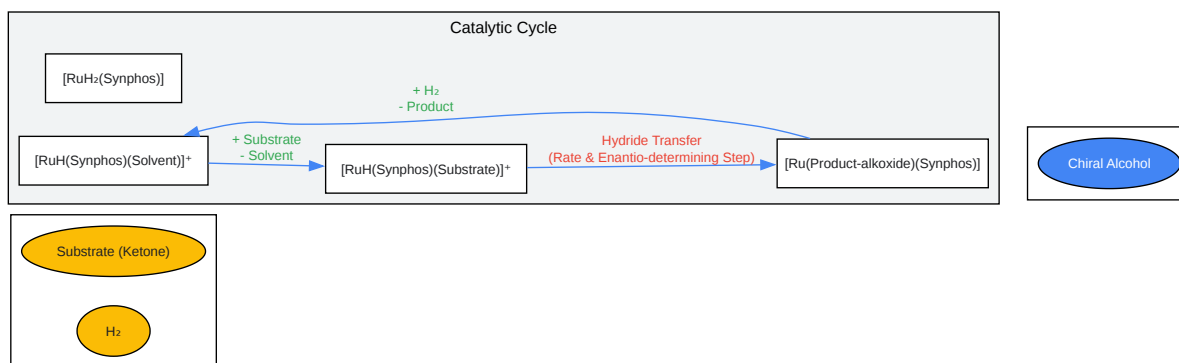 Catalytic Cycle
[RuH₂(Synphos)]
+ H₂
- Product
[RuH(Synphos)(Solvent)]⁺
+ Substrate
- Solvent
[RuH(Synphos)(Substrate)]⁺
Hydride Transfer
(Rate & Enantio-determining Step)
[Ru(Product-alkoxide)(Synphos)]
Chiral Alcohol
Substrate (Ketone)
H₂